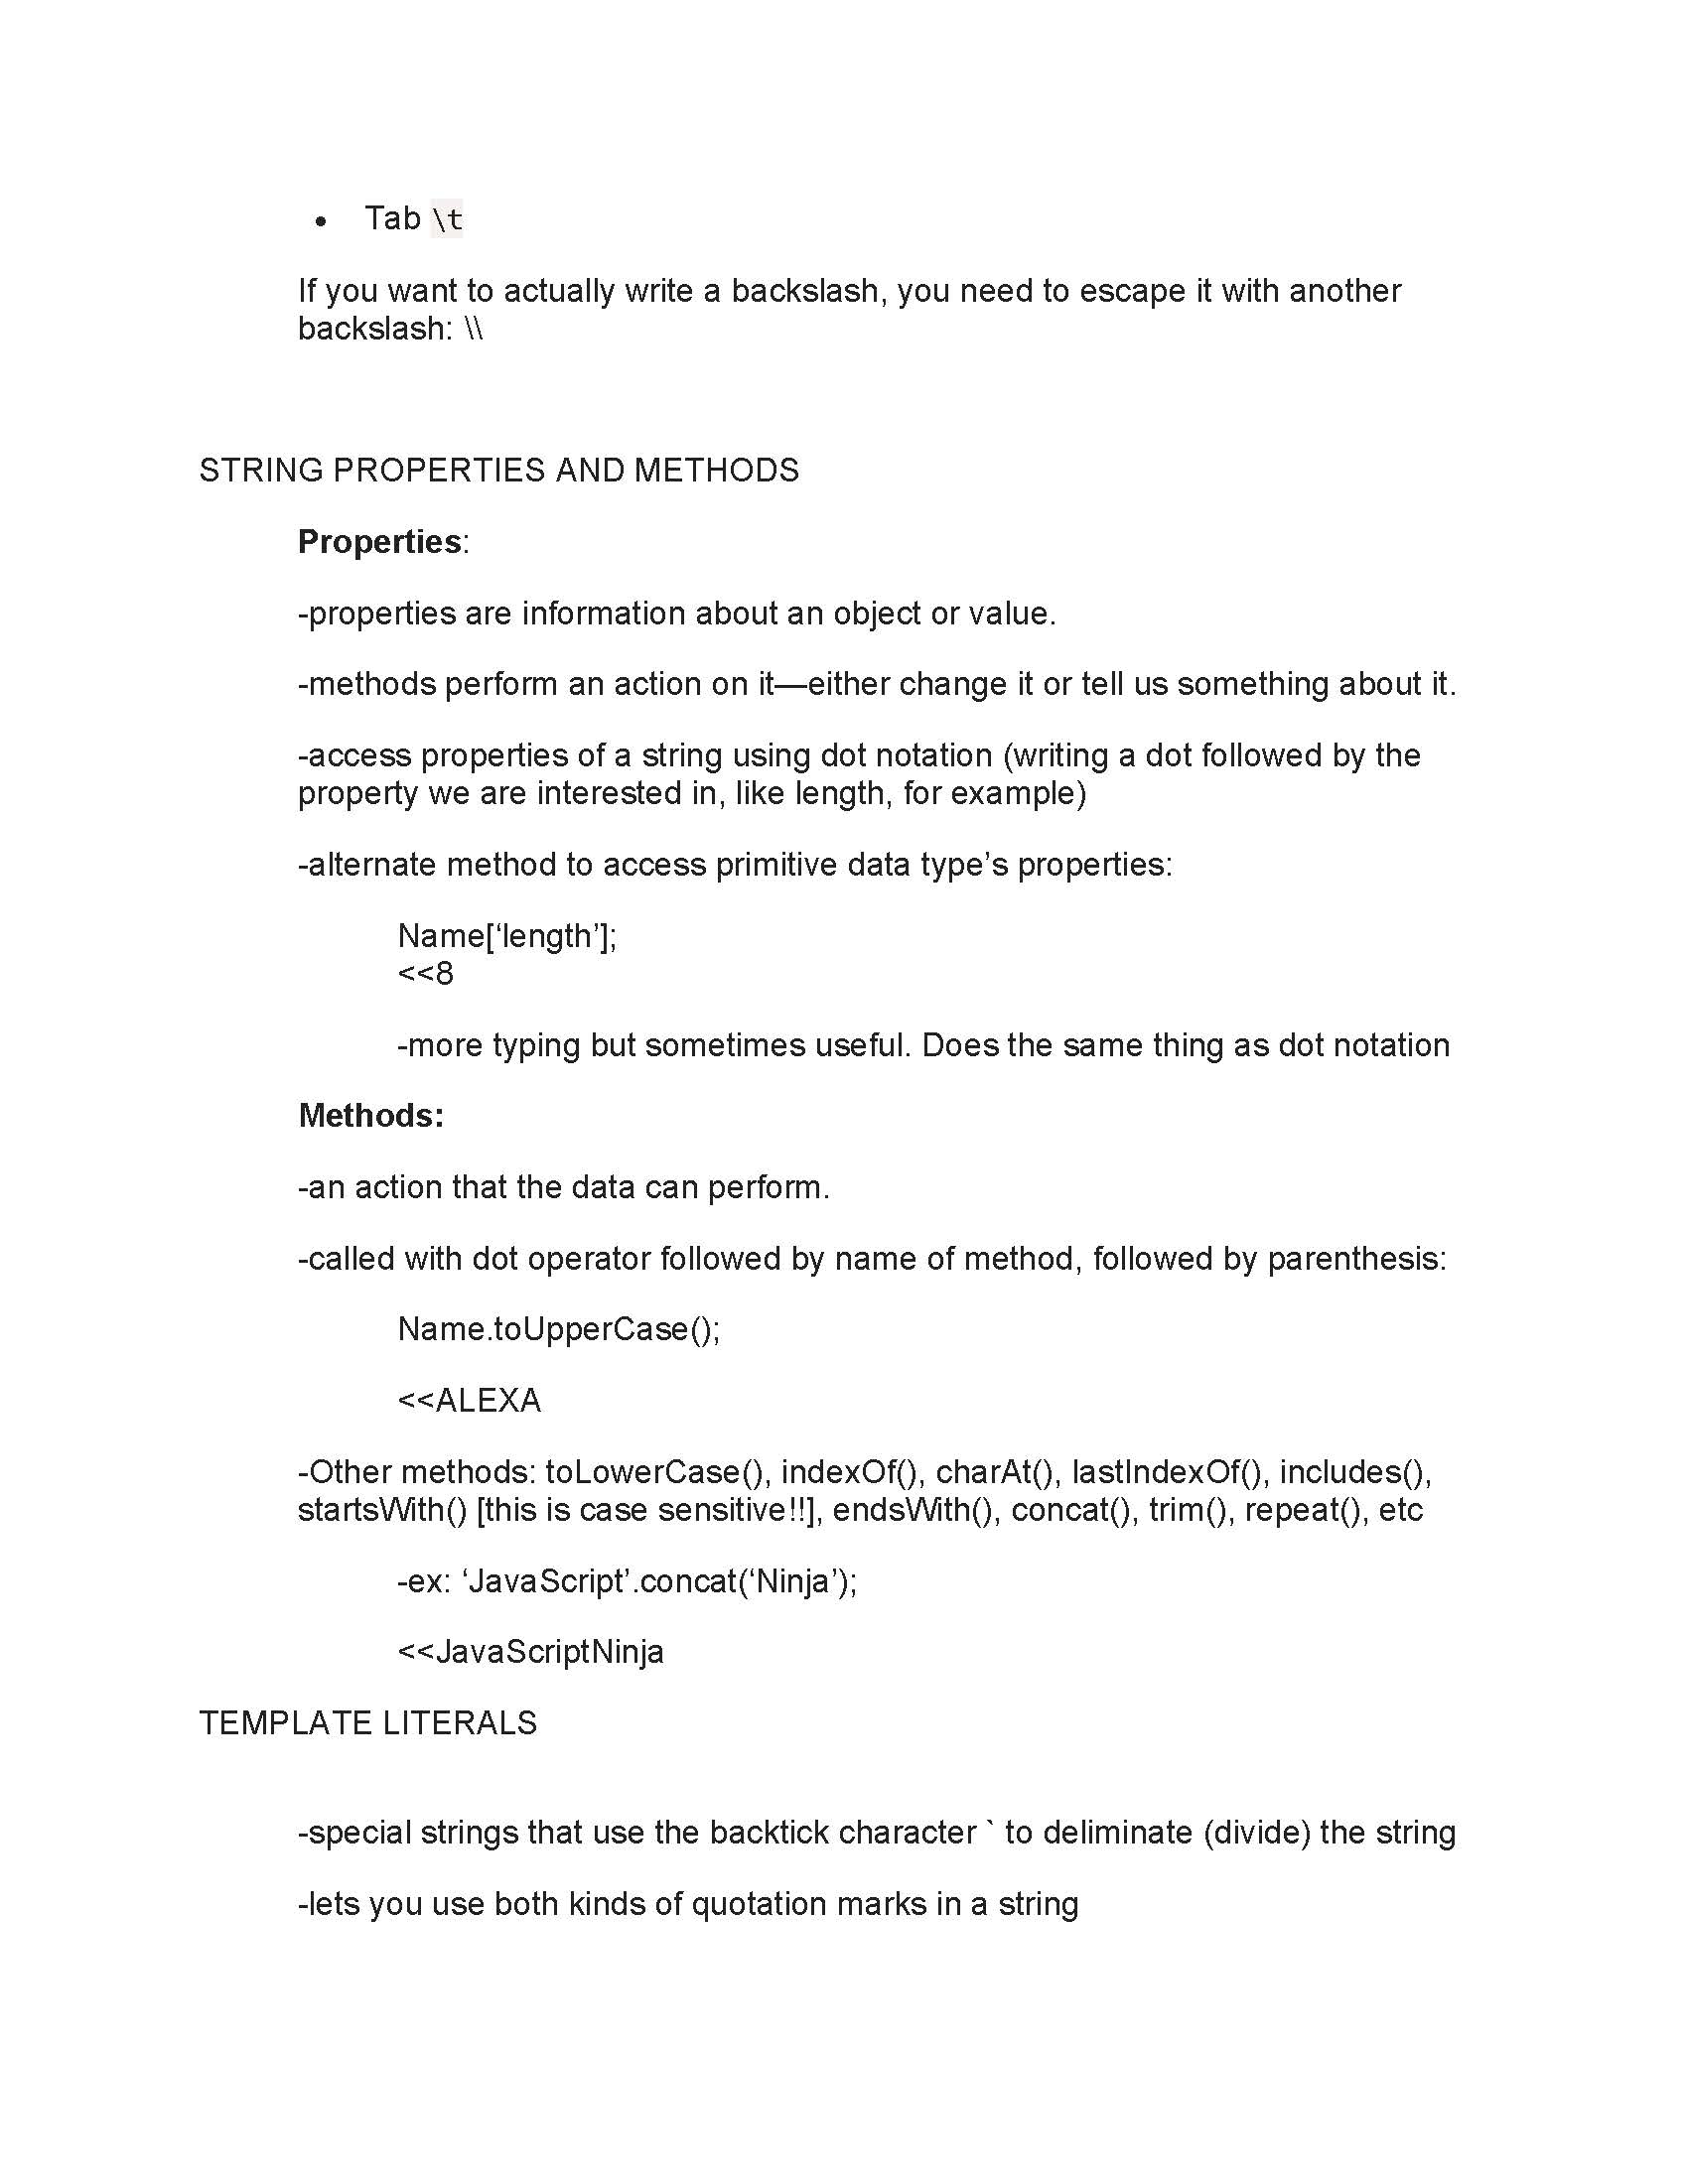 • Tab \t
If you want to actually write a backslash, you need to escape it with another
backslash: \\
STRING PROPERTIES AND METHODS
Properties:
-properties are information about an object or value.
-methods perform an action on it—either change it or tell us something about it.
-access properties of a string using dot notation (writing a dot followed by the
property we are interested in, like length, for example)
-alternate method to access primitive data type’s properties:
Name[‘length’];
<<8
-more typing but sometimes useful. Does the same thing as dot notation
Methods:
-an action that the data can perform.
-called with dot operator followed by name of method, followed by parenthesis:
Name.toUpperCase();
<<ALEXA
-Other methods: toLowerCase(), indexOf(), charAt(), lastIndexOf(), includes(),
startsWith() [this is case sensitive!!], endsWith(), concat(), trim(), repeat(), etc
-ex: ‘JavaScript’.concat(‘Ninja’);
<<JavaScriptNinja
TEMPLATE LITERALS
-special strings that use the backtick character ` to deliminate (divide) the string
-lets you use both kinds of quotation marks in a string